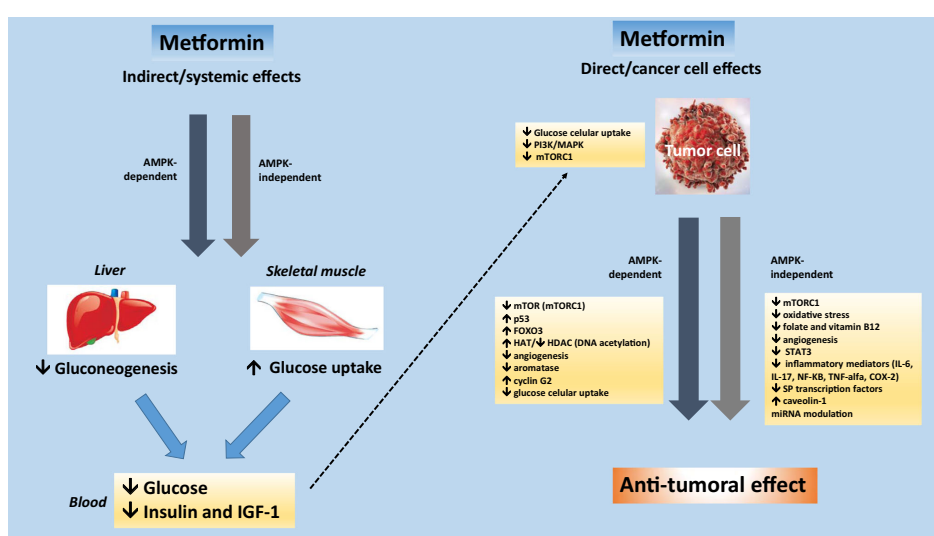 Metformin
Indirect/systemic effects
AMPK-
dependent
AMPK-
independent
Liver
Skeletal muscle
↓ Gluconeogenesis
↑ Glucose uptake
Blood
↓ Glucose
↓ Insulin and IGF-1
Metformin
Direct/cancer cell effects
↓ Glucose celular uptake
↓ PI3K/MAPK
↓ mTORC1
Tumor cell
AMPK-
dependent
AMPK-
independent
↓ mTOR (mTORC1)
↑ p53
↑ FOXO3
↑ HAT/↓ HDAC (DNA acetylation)
↓ angiogenesis
↓ aromatase
↑ cyclin G2
↓ glucose celular uptake
↓ mTORC1
↓ oxidative stress
↓ folate and vitamin B12
↓ angiogenesis
↓ STAT3
↓ inflammatory mediators (IL-6,
IL-17, NF-KB, TNF-alfa, COX-2)
↓ SP transcription factors
↑ caveolin-1
miRNA modulation
Anti-tumoral effect